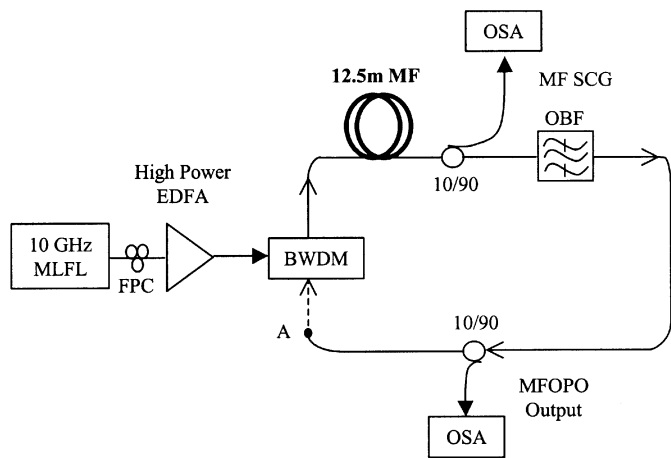 OSA
12.5m MF
MF SCG
OBF
10/90
High Power
EDFA
10 GHz
MLFL
FPC
BWDM
A
10/90
MFOPO
Output
OSA